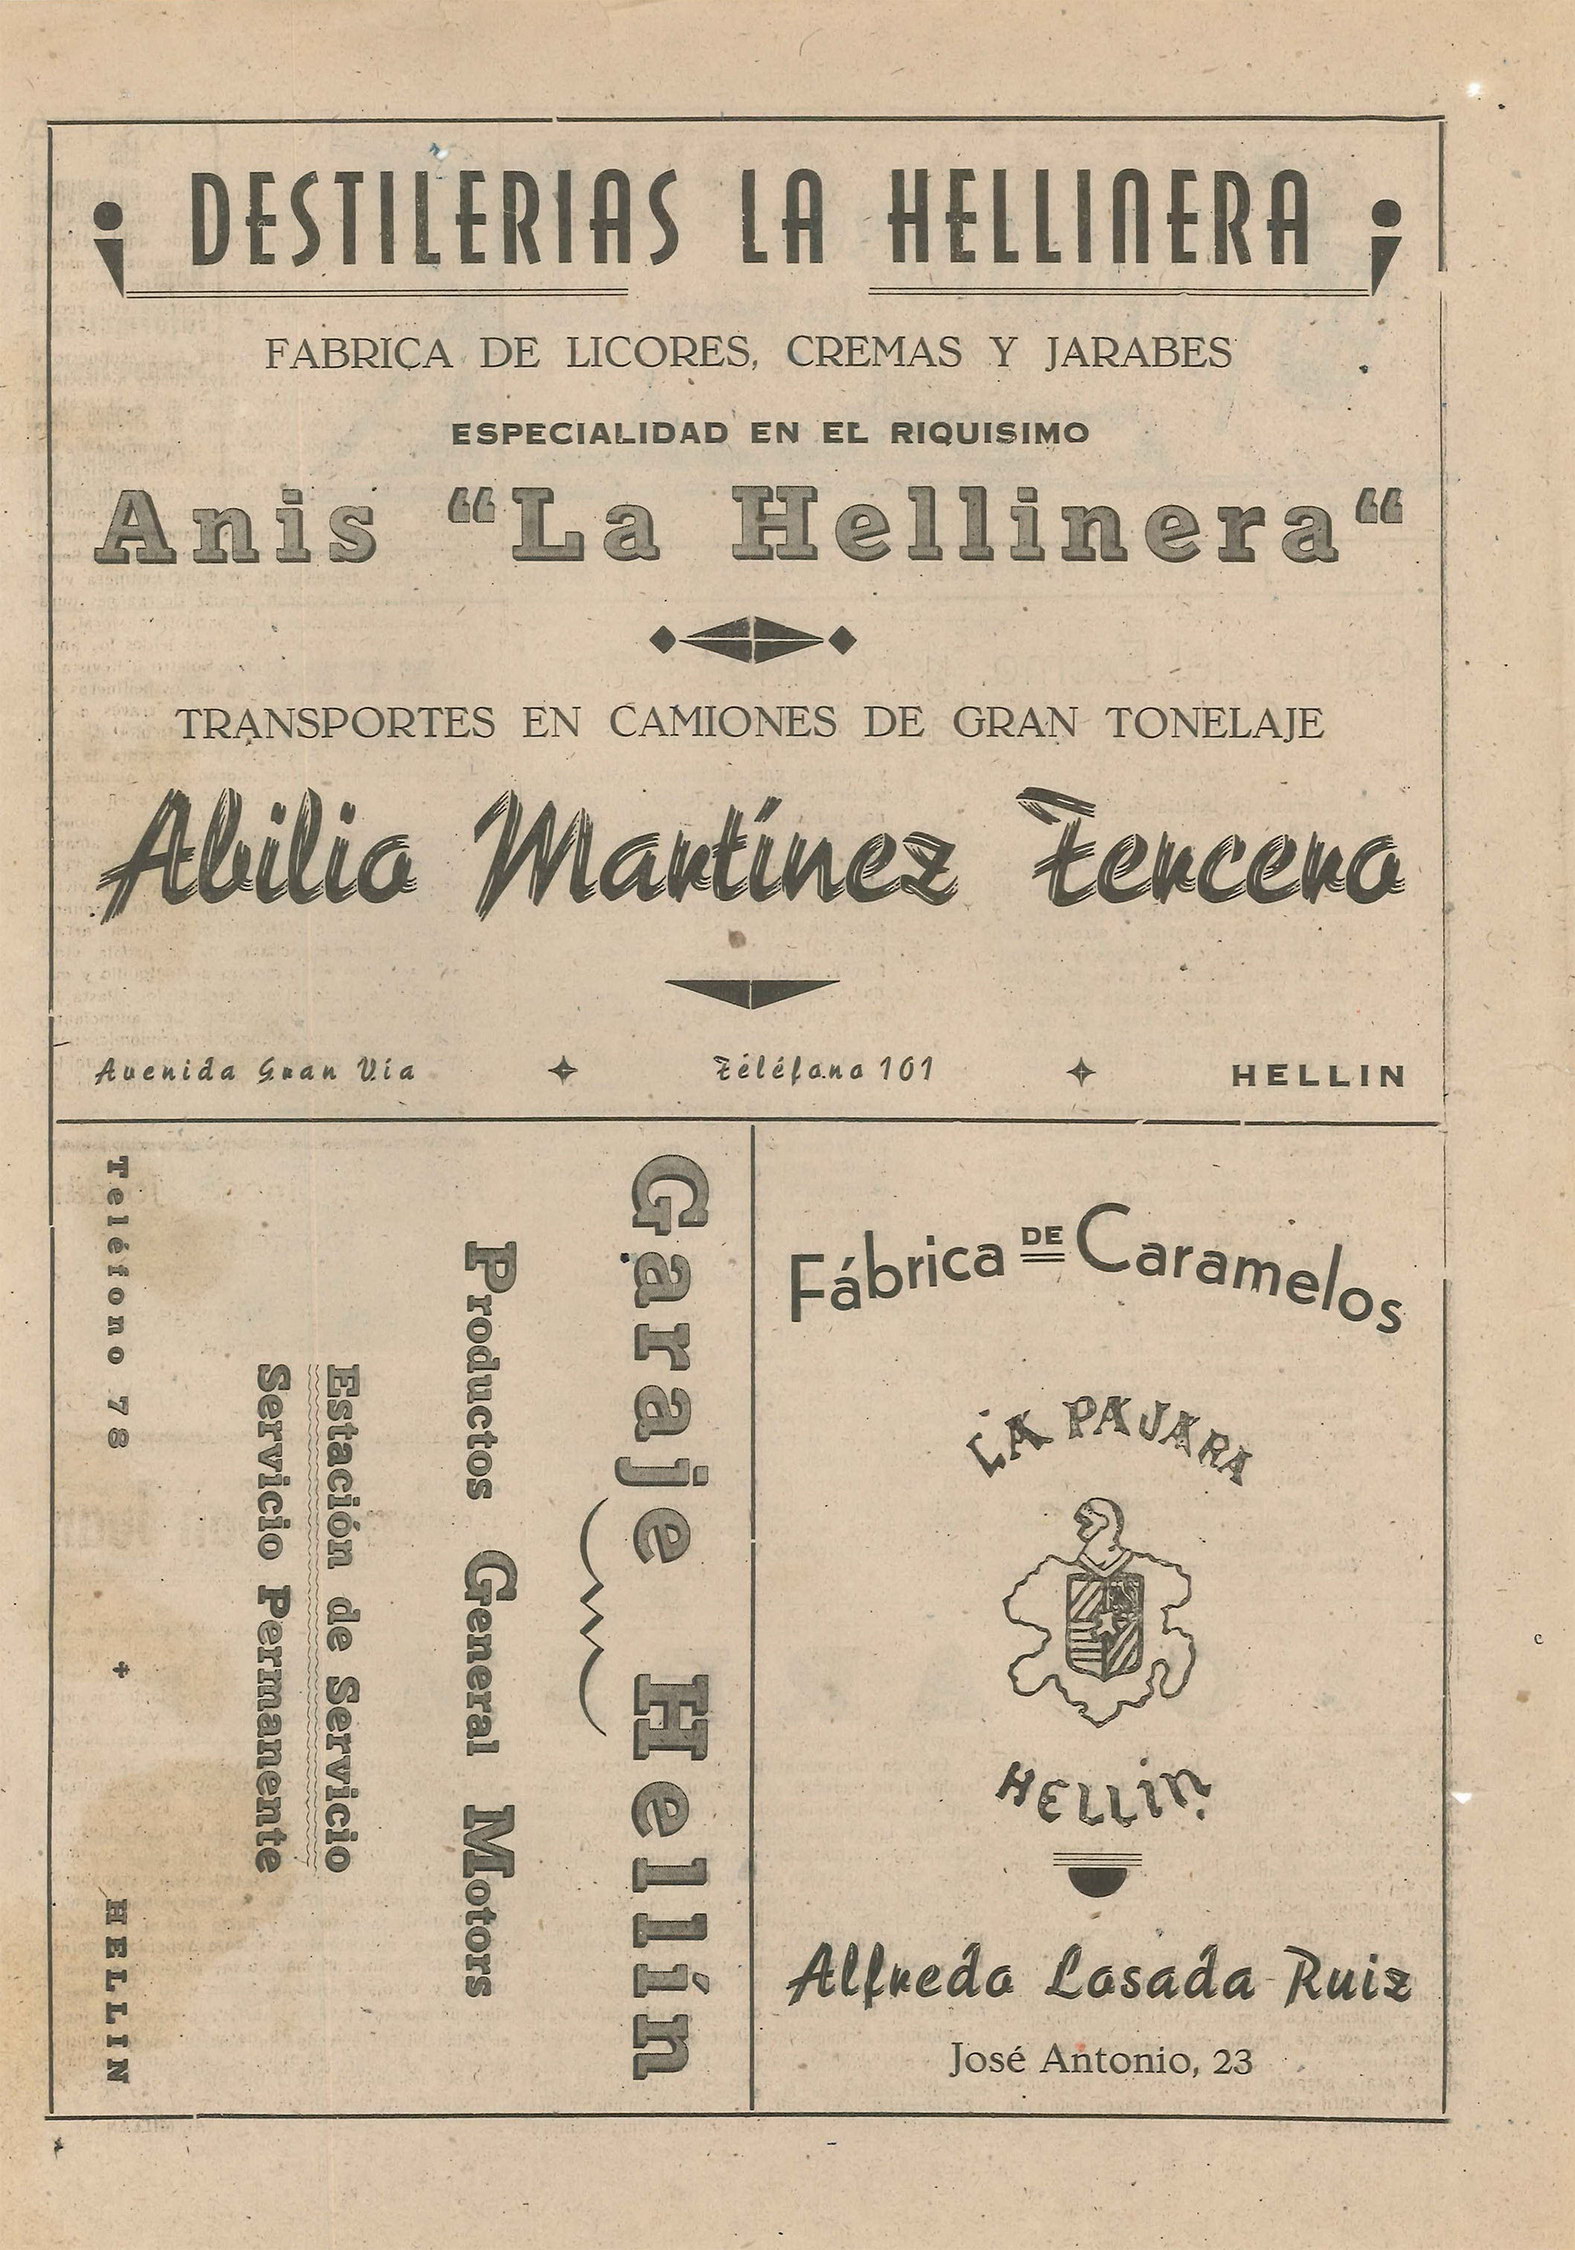 DESTILERIAS LA HELLINERA
FABRICA DE LICORES, CREMAS Y JARABES
ESPECIALIDAD EN EL RIQUISIMO
Anis “La Hellinera“
TRANSPORTES EN CAMIONES DE GRAN TONELAJE
Abilio Martínez Tercero
Avenida Gran Vía
Téléfono 101
HELLIN
Garaje Hellín
Productos General Motors
Estación de Servicio
Servicio Permanente
Teléfono 78 + HELLIN
Fábrica DE Caramelos
LA PAJARA
HELLIN
Alfredo Losada Ruiz
José Antonio, 23